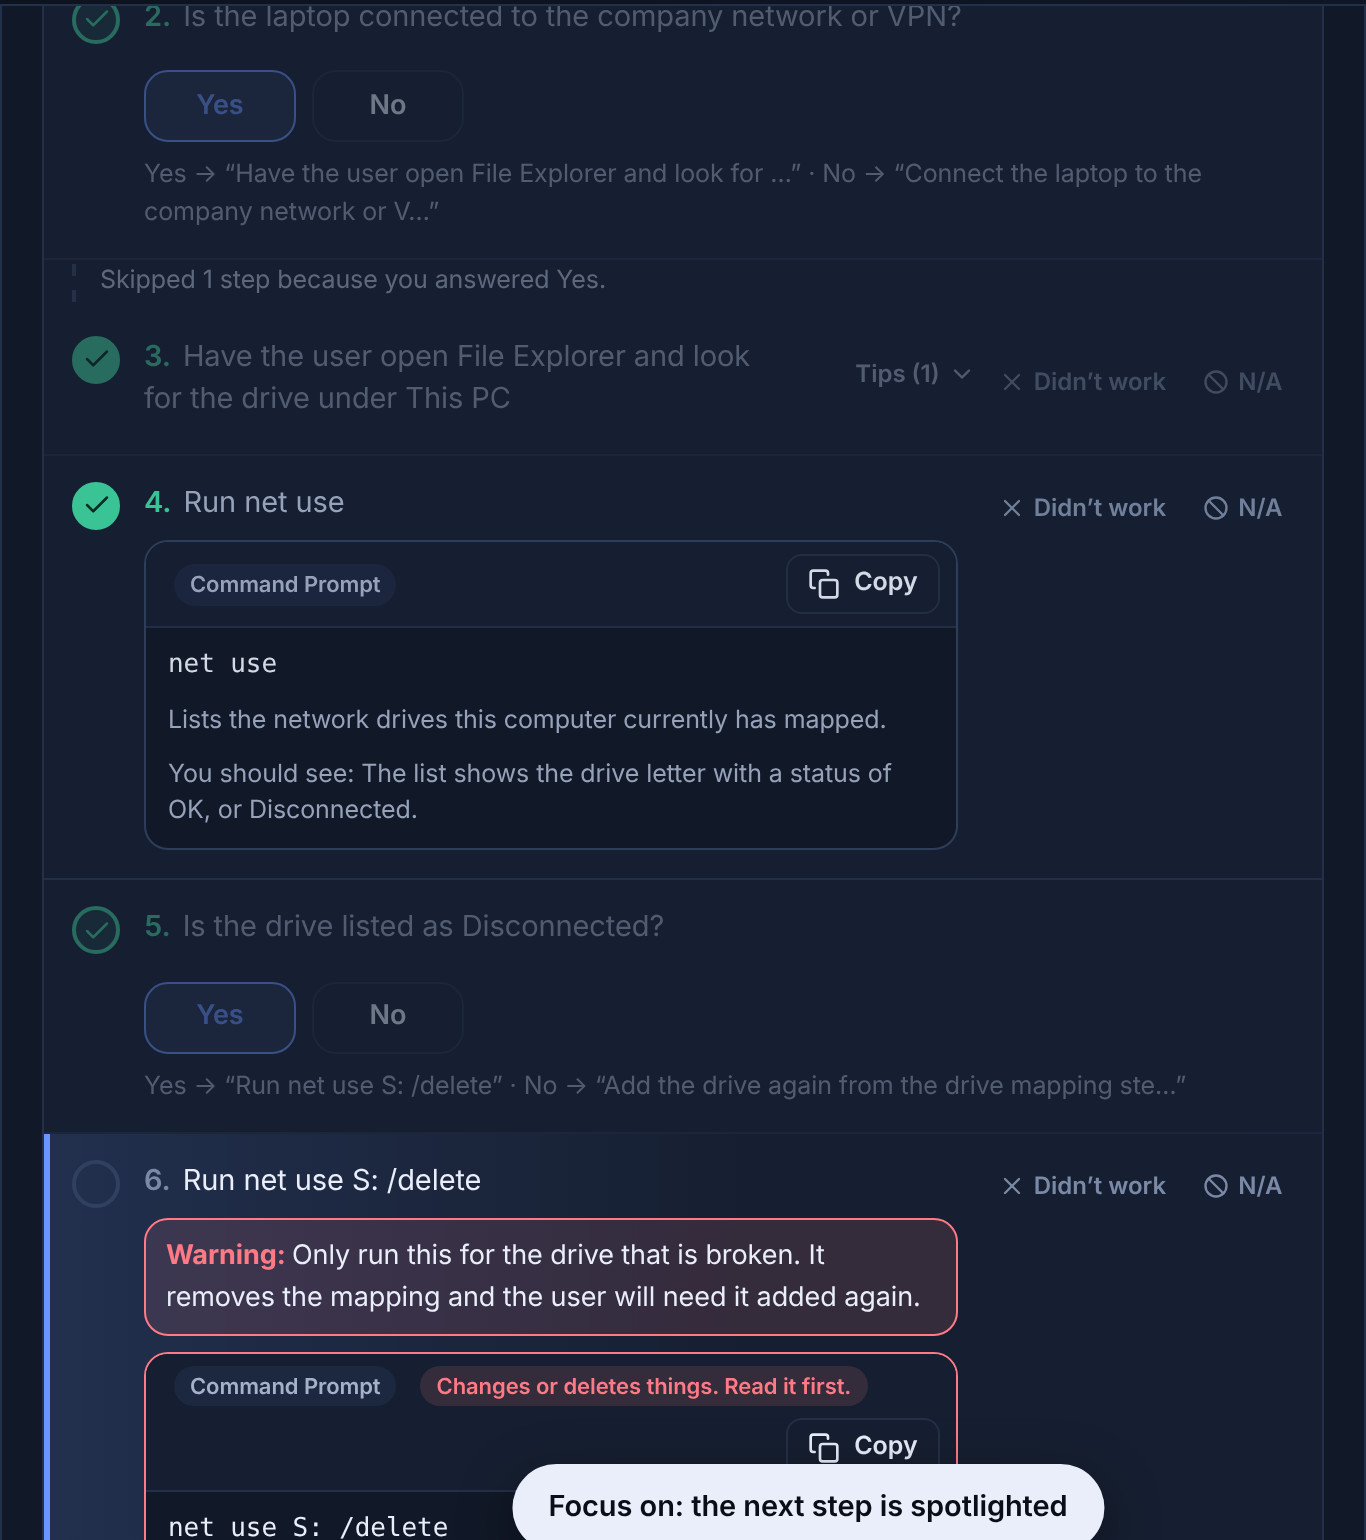 2. Is the laptop connected to the company network or VPN?
Yes
No
Yes → “Have the user open File Explorer and look for ...” · No → “Connect the laptop to the
company network or V...”
Skipped 1 step because you answered Yes.
3. Have the user open File Explorer and look
for the drive under This PC
Tips (1)
Didn’t work
N/A
4. Run net use
Didn’t work
N/A
Command Prompt
Copy
net use
Lists the network drives this computer currently has mapped.
You should see: The list shows the drive letter with a status of
OK, or Disconnected.
5. Is the drive listed as Disconnected?
Yes
No
Yes → “Run net use S: /delete” · No → “Add the drive again from the drive mapping ste...”
6. Run net use S: /delete
Didn’t work
N/A
Warning: Only run this for the drive that is broken. It
removes the mapping and the user will need it added again.
Command Prompt
Changes or deletes things. Read it first.
Copy
Focus on: the next step is spotlighted
net use S: /delete